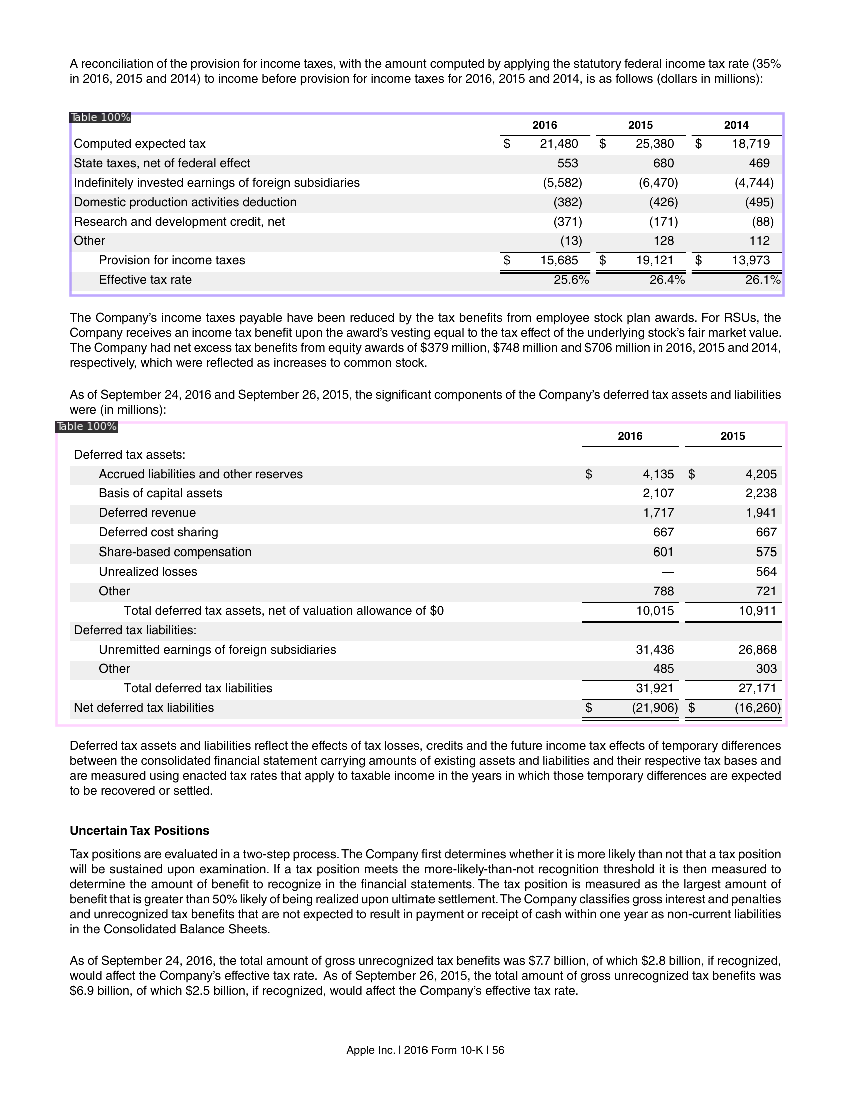 A reconciliation of the provision for income taxes, with the amount computed by applying the statutory federal income tax rate (35%
in 2016, 2015 and 2014) to income before provision for income taxes for 2016, 2015 and 2014, is as follows (dollars in millions):
Table 100%
2016 2015 2014
Computed expected tax $ 21,480 $ 25,380 $ 18,719
State taxes, net of federal effect 553 680 469
Indefinitely invested earnings of foreign subsidiaries (5,582) (6,470) (4,744)
Domestic production activities deduction (382) (426) (495)
Research and development credit, net (371) (171) (88)
Other (13) 128 112
Provision for income taxes $ 15,685 $ 19,121 $ 13,973
Effective tax rate 25.6% 26.4% 26.1%
The Company's income taxes payable have been reduced by the tax benefits from employee stock plan awards. For RSUs, the
Company receives an income tax benefit upon the award's vesting equal to the tax effect of the underlying stock's fair market value.
The Company had net excess tax benefits from equity awards of $379 million, $748 million and $706 million in 2016, 2015 and 2014,
respectively, which were reflected as increases to common stock.
As of September 24, 2016 and September 26, 2015, the significant components of the Company's deferred tax assets and liabilities
were (in millions):
Table 100%
2016 2015
Deferred tax assets:
Accrued liabilities and other reserves $ 4,135 $ 4,205
Basis of capital assets 2,107 2,238
Deferred revenue 1,717 1,941
Deferred cost sharing 667 667
Share-based compensation 601 575
Unrealized losses — 564
Other 788 721
Total deferred tax assets, net of valuation allowance of $0 10,015 10,911
Deferred tax liabilities:
Unremitted earnings of foreign subsidiaries 31,436 26,868
Other 485 303
Total deferred tax liabilities 31,921 27,171
Net deferred tax liabilities $ (21,906) $ (16,260)
Deferred tax assets and liabilities reflect the effects of tax losses, credits and the future income tax effects of temporary differences
between the consolidated financial statement carrying amounts of existing assets and liabilities and their respective tax bases and
are measured using enacted tax rates that apply to taxable income in the years in which those temporary differences are expected
to be recovered or settled.
Uncertain Tax Positions
Tax positions are evaluated in a two-step process. The Company first determines whether it is more likely than not that a tax position
will be sustained upon examination. If a tax position meets the more-likely-than-not recognition threshold it is then measured to
determine the amount of benefit to recognize in the financial statements. The tax position is measured as the largest amount of
benefit that is greater than 50% likely of being realized upon ultimate settlement. The Company classifies gross interest and penalties
and unrecognized tax benefits that are not expected to result in payment or receipt of cash within one year as non-current liabilities
in the Consolidated Balance Sheets.
As of September 24, 2016, the total amount of gross unrecognized tax benefits was $7.7 billion, of which $2.8 billion, if recognized,
would affect the Company's effective tax rate. As of September 26, 2015, the total amount of gross unrecognized tax benefits was
$6.9 billion, of which $2.5 billion, if recognized, would affect the Company's effective tax rate.
Apple Inc. | 2016 Form 10-K | 56